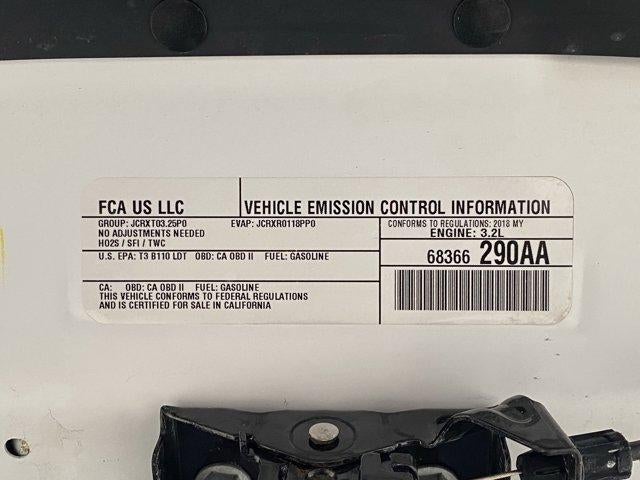 FCA US LLC
VEHICLE EMISSION CONTROL INFORMATION
GROUP: JCRXT03.25P0 EVAP: JCRXR0118PP0
NO ADJUSTMENTS NEEDED
HO2S / SFI / TWC
CONFORMS TO REGULATIONS: 2018 MY
ENGINE: 3.2L
68366 290AA
U.S. EPA: T3 B110 LDT OBD: CA OBD II FUEL: GASOLINE
CA: OBD: CA OBD II FUEL: GASOLINE
THIS VEHICLE CONFORMS TO FEDERAL REGULATIONS
AND IS CERTIFIED FOR SALE IN CALIFORNIA